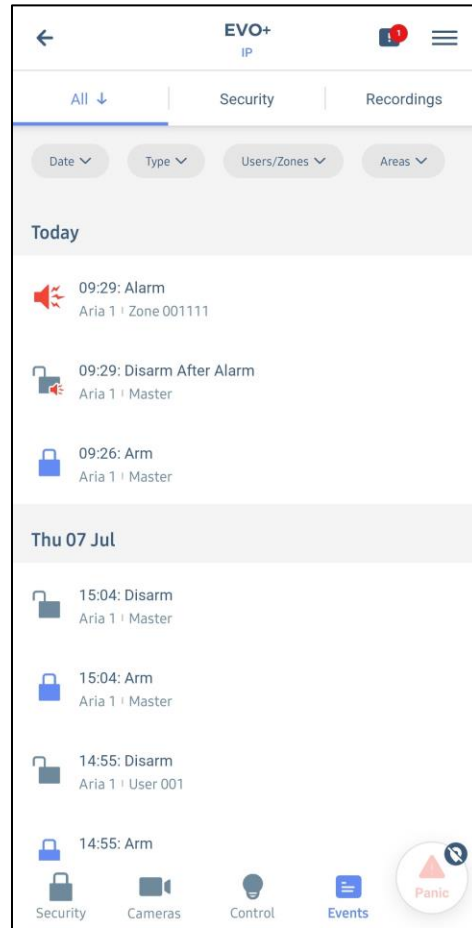 EVO+
IP
1
All ↓
Security
Recordings
Date
Type
Users/Zones
Areas
Today
09:29: Alarm
Aria 1 | Zone 001111
09:29: Disarm After Alarm
Aria 1 | Master
09:26: Arm
Aria 1 | Master
Thu 07 Jul
15:04: Disarm
Aria 1 | Master
15:04: Arm
Aria 1 | Master
14:55: Disarm
Aria 1 | User 001
14:55: Arm
Security
Cameras
Control
Events
Panic